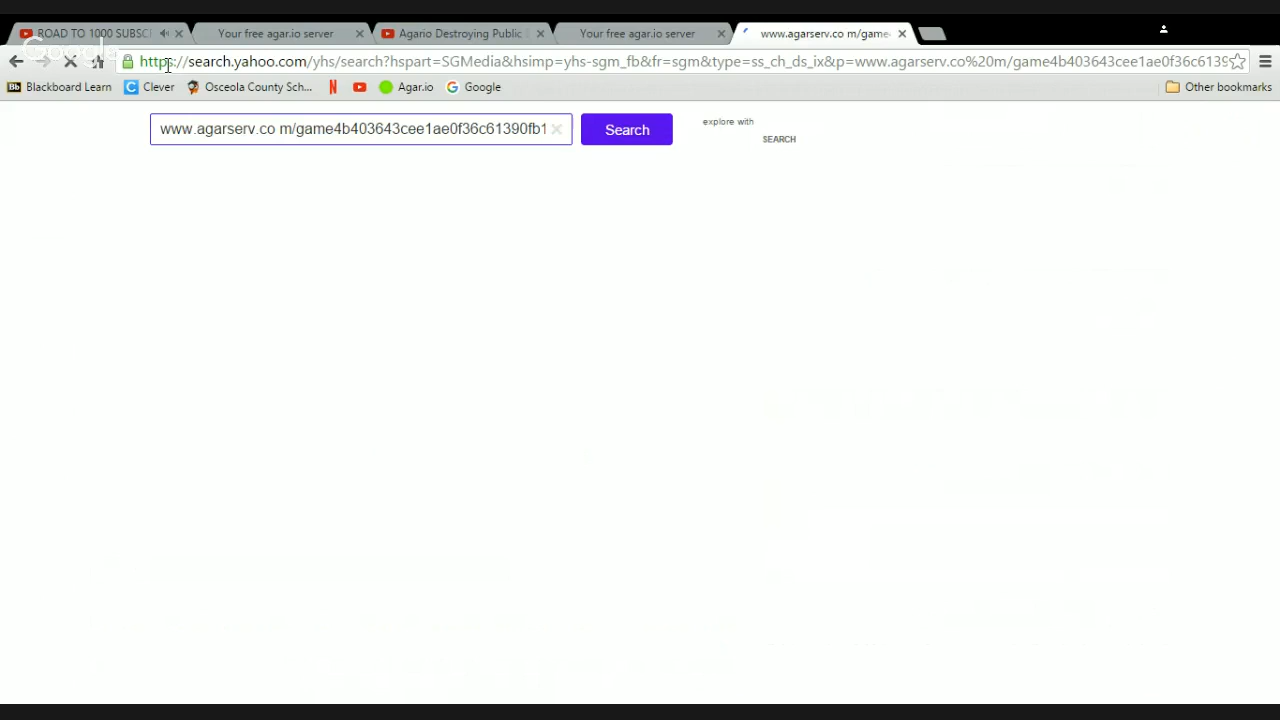 ROAD TO 1000 SUBSCI
Your free agar.io server
Agario Destroying Public
Your free agar.io server
www.agarserv.co m/game-
Google
https://search.yahoo.com/yhs/search?hspart=SGMedia&hsimp=yhs-sgm_fb&fr=sgm&type=ss_ch_ds_ix&p=www.agarserv.co%20m/game4b403643cee1ae0f36c6139
Bb Blackboard Learn
C Clever
Osceola County Sch...
N
Agar.io
G Google
Other bookmarks
www.agarserv.co m/game4b403643cee1ae0f36c61390fb1
Search
explore with
SEARCH